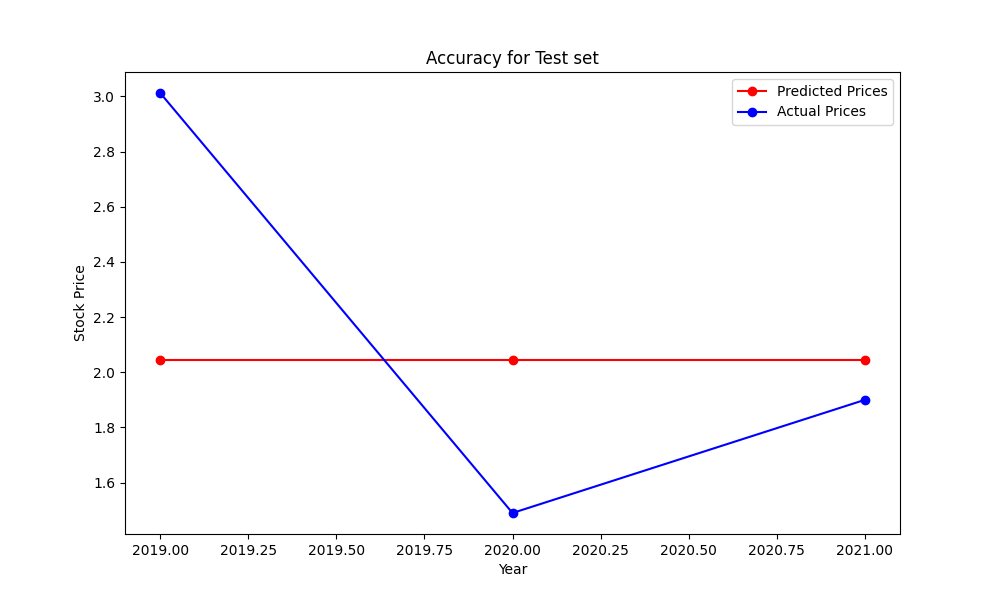 Accuracy for Test set
Predicted Prices
Actual Prices
3.0
2.8
2.6
2.4
2.2
2.0
1.8
1.6
Stock Price
2019.00 2019.25 2019.50 2019.75 2020.00 2020.25 2020.50 2020.75 2021.00
Year